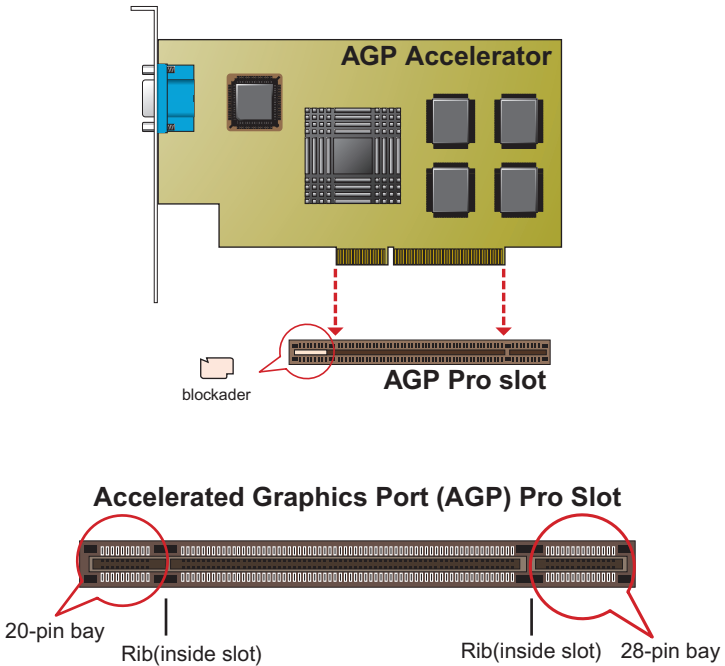 AGP Accelerator
blockader
AGP Pro slot
Accelerated Graphics Port (AGP) Pro Slot
20-pin bay
Rib(inside slot)
Rib(inside slot)
28-pin bay